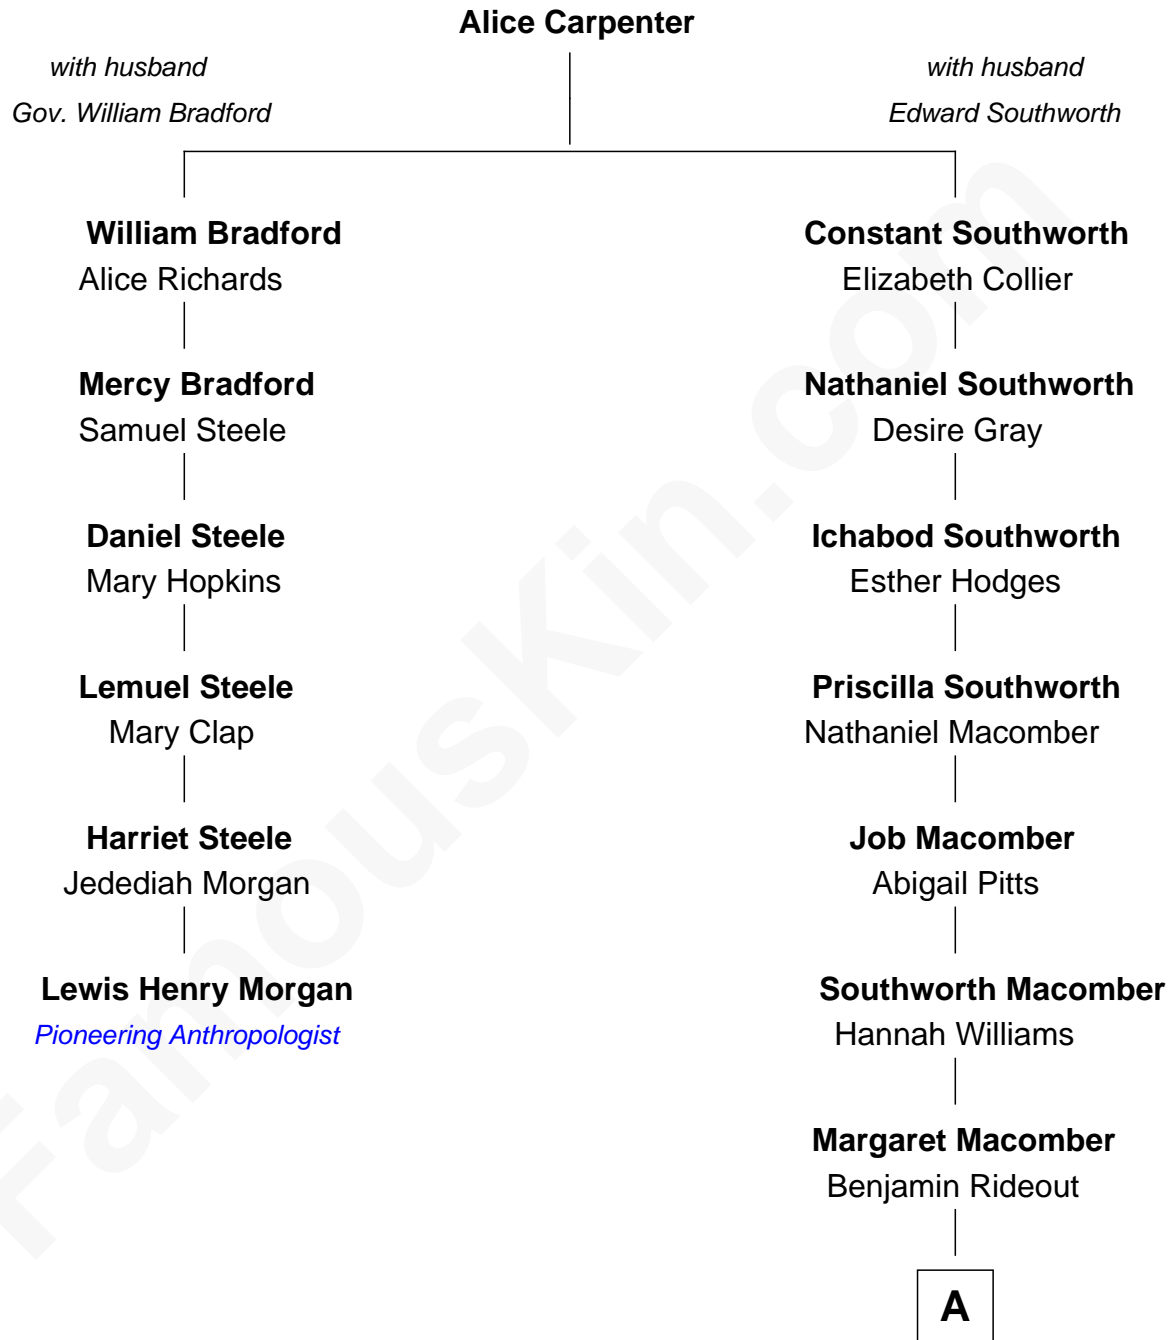 Alice Carpenter
with husband
Gov. William Bradford
with husband
Edward Southworth
William Bradford
Alice Richards
Mercy Bradford
Samuel Steele
Daniel Steele
Mary Hopkins
Lemuel Steele
Mary Clap
Harriet Steele
Jedediah Morgan
Lewis Henry Morgan
Pioneering Anthropologist
Constant Southworth
Elizabeth Collier
Nathaniel Southworth
Desire Gray
Ichabod Southworth
Esther Hodges
Priscilla Southworth
Nathaniel Macomber
Job Macomber
Abigail Pitts
Southworth Macomber
Hannah Williams
Margaret Macomber
Benjamin Rideout
A
FamousKin.com